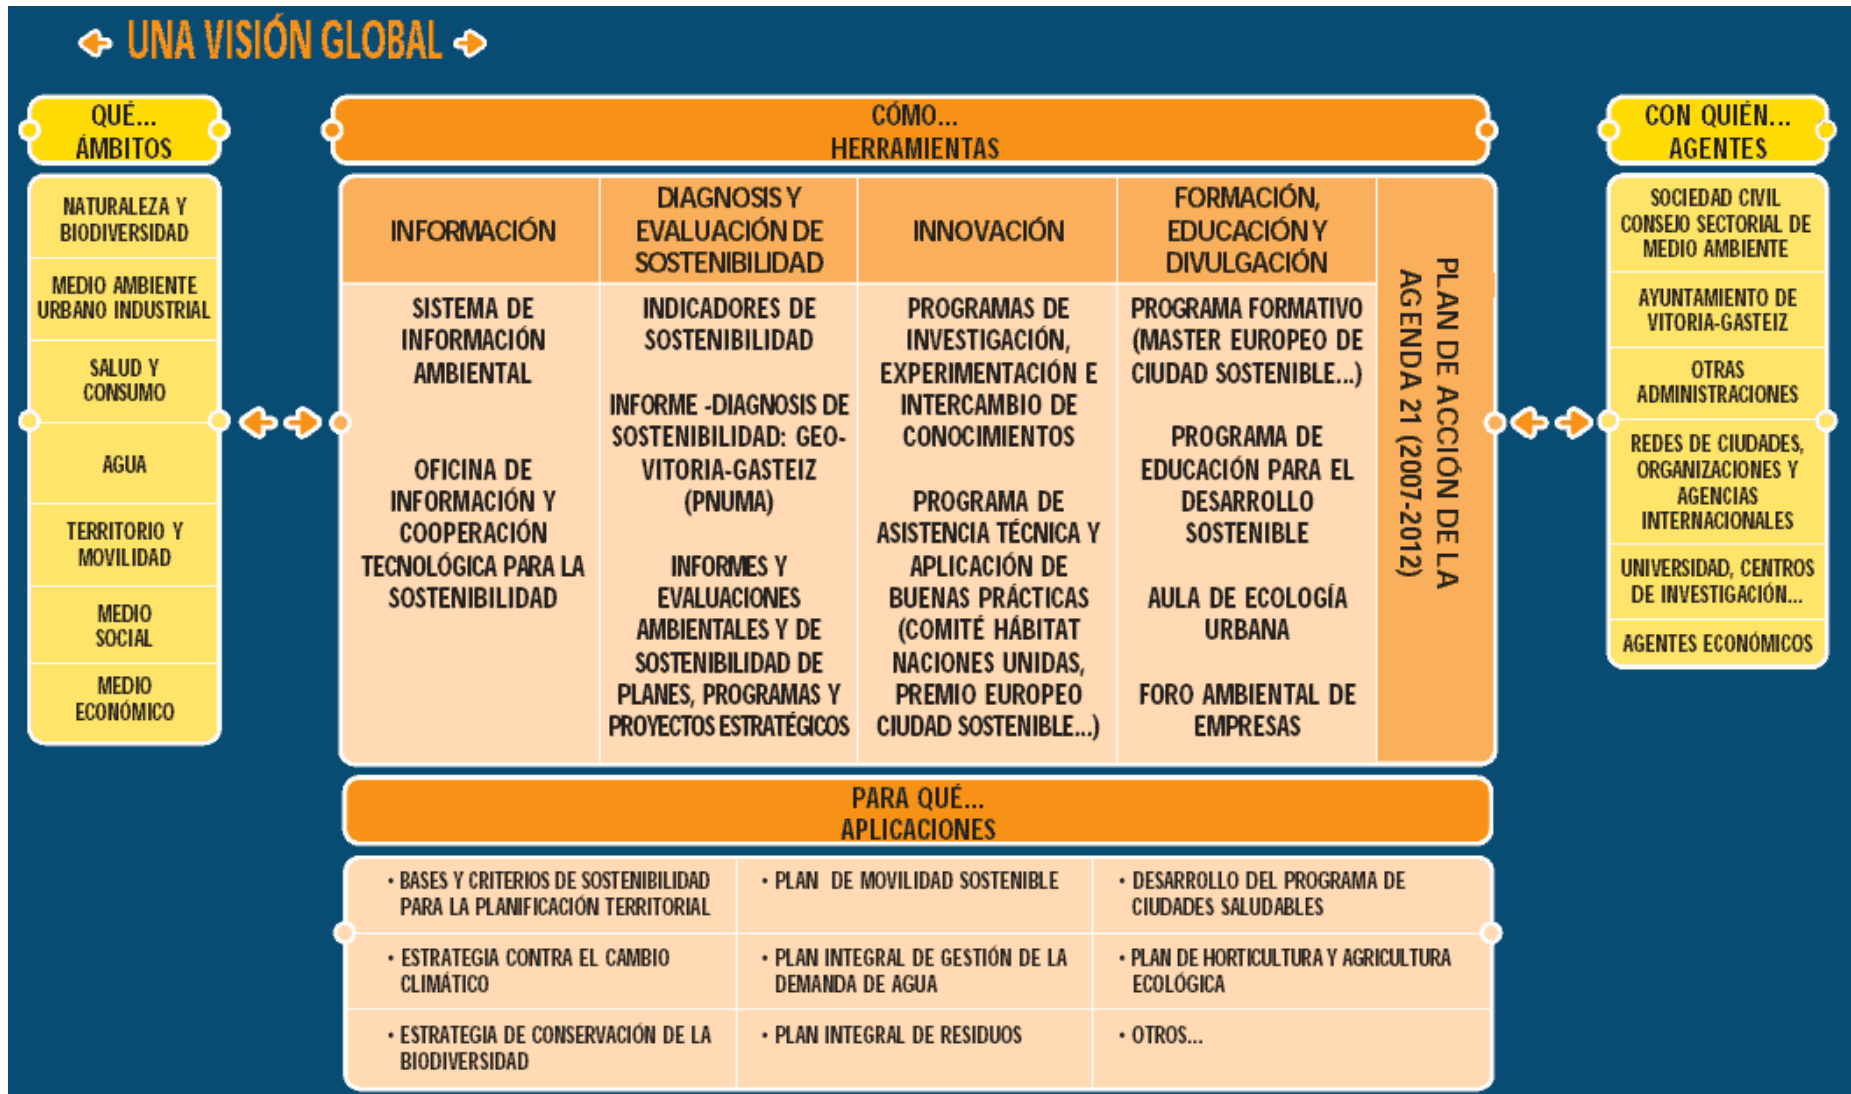 UNA VISIÓN GLOBAL
QUÉ...
ÁMBITOS
NATURALEZA Y
BIODIVERSIDAD
MEDIO AMBIENTE
URBANO INDUSTRIAL
SALUD Y
CONSUMO
AGUA
TERRITORIO Y
MOVILIDAD
MEDIO
SOCIAL
MEDIO
ECONÓMICO
CÓMO...
HERRAMIENTAS
INFORMACIÓN
SISTEMA DE
INFORMACIÓN
AMBIENTAL
OFICINA DE
INFORMACIÓN Y
COOPERACIÓN
TECNOLÓGICA PARA LA
SOSTENIBILIDAD
DIAGNOSIS Y
EVALUACIÓN DE
SOSTENIBILIDAD
INDICADORES DE
SOSTENIBILIDAD
INFORME -DIAGNOSIS DE
SOSTENIBILIDAD: GEO-
VITORIA-GASTEIZ
(PNUMA)
INFORMES Y
EVALUACIONES
AMBIENTALES Y DE
SOSTENIBILIDAD DE
PLANES, PROGRAMAS Y
PROYECTOS ESTRATÉGICOS
INNOVACIÓN
PROGRAMAS DE
INVESTIGACIÓN,
EXPERIMENTACIÓN E
INTERCAMBIO DE
CONOCIMIENTOS
PROGRAMA DE
ASISTENCIA TÉCNICA Y
APLICACIÓN DE
BUENAS PRÁCTICAS
(COMITÉ HÁBITAT
NACIONES UNIDAS,
PREMIO EUROPEO
CIUDAD SOSTENIBLE...)
FORMACIÓN,
EDUCACIÓN Y
DIVULGACIÓN
PROGRAMA FORMATIVO
(MASTER EUROPEO DE
CIUDAD SOSTENIBLE...)
PROGRAMA DE
EDUCACIÓN PARA EL
DESARROLLO
SOSTENIBLE
AULA DE ECOLOGÍA
URBANA
FORO AMBIENTAL DE
EMPRESAS
PLAN DE ACCIÓN DE LA
AGENDA 21 (2007-2012)
CON QUIÉN...
AGENTES
SOCIEDAD CIVIL
CONSEJO SECTORIAL DE
MEDIO AMBIENTE
AYUNTAMIENTO DE
VITORIA-GASTEIZ
OTRAS
ADMINISTRACIONES
REDES DE CIUDADES,
ORGANIZACIONES Y
AGENCIAS
INTERNACIONALES
UNIVERSIDAD, CENTROS
DE INVESTIGACIÓN...
AGENTES ECONÓMICOS
PARA QUÉ...
APLICACIONES
• BASES Y CRITERIOS DE SOSTENIBILIDAD
PARA LA PLANIFICACIÓN TERRITORIAL
• PLAN DE MOVILIDAD SOSTENIBLE
• DESARROLLO DEL PROGRAMA DE
CIUDADES SALUDABLES
• ESTRATEGIA CONTRA EL CAMBIO
CLIMÁTICO
• PLAN INTEGRAL DE GESTIÓN DE LA
DEMANDA DE AGUA
• PLAN DE HORTICULTURA Y AGRICULTURA
ECOLÓGICA
• ESTRATEGIA DE CONSERVACIÓN DE LA
BIODIVERSIDAD
• PLAN INTEGRAL DE RESIDUOS
• OTROS...